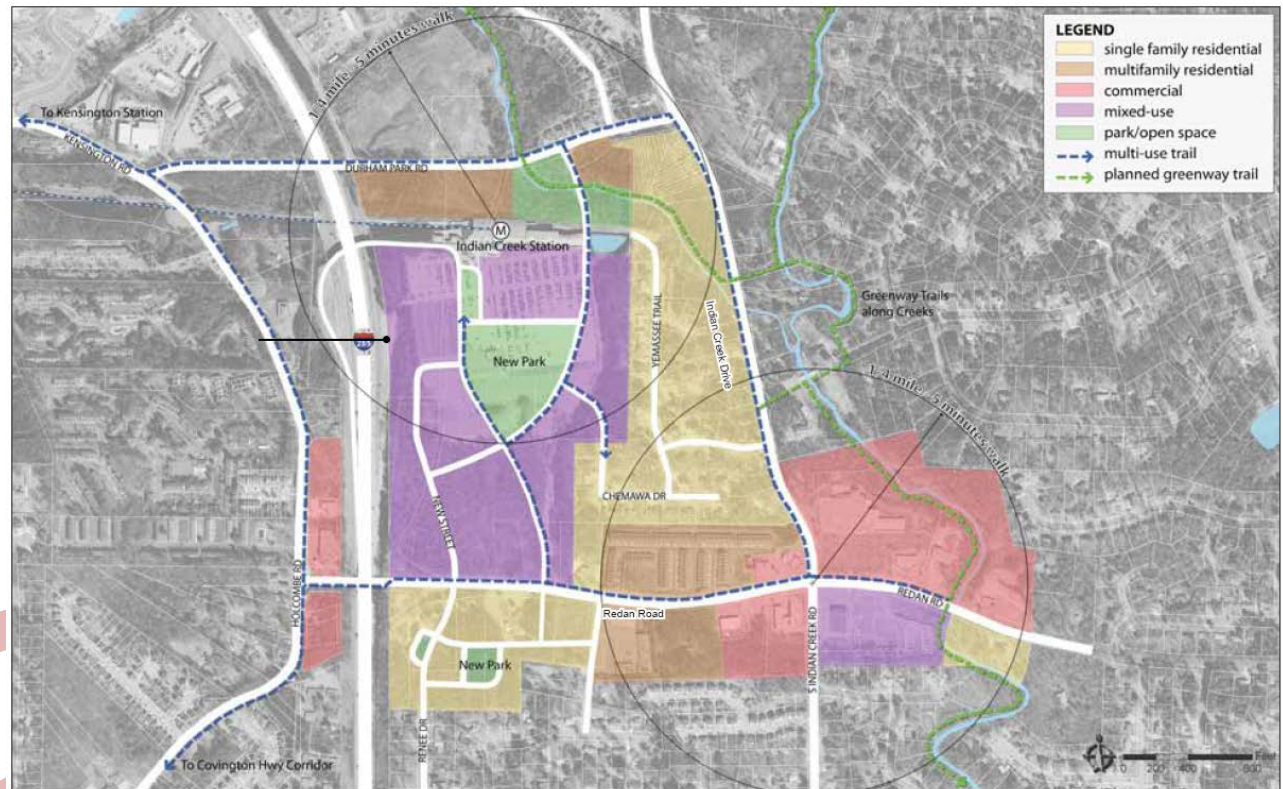 LEGEND
single family residential
multifamily residential
commercial
mixed-use
park/open space
multi-use trail
planned greenway trail
1/4 mile - 5 minutes walk
To Kensington Station
KENSINGTON RD
DURHAM PARK RD
M
Indian Creek Station
Greenway Trails
along Creeks
YEMASSEE TRAIL
Indian Creek Drive
285
New Park
1/4 mile - 5 minutes walk
CHEMAWA DR
NEW STREET
HOLCOMBE RD
REDAN RD
Redan Road
S INDIAN CREEK RD
New Park
RENEE DR
To Covington Hwy Corridor
0 200 400 800
Feet